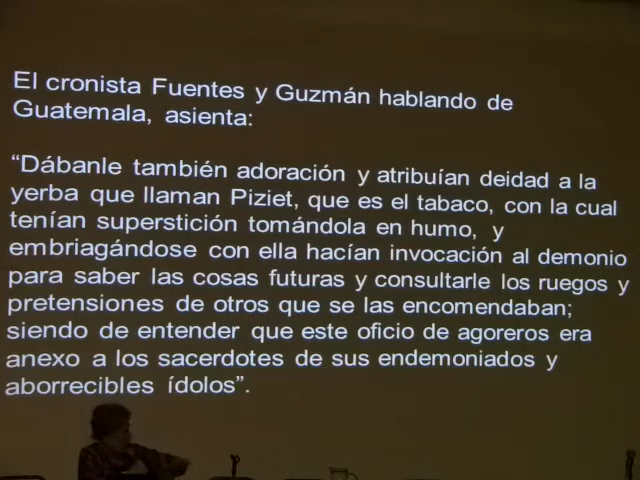 El cronista Fuentes y Guzmán hablando de
Guatemala, asienta:
“Dábanle también adoración y atribuían deidad a la
yerba que llaman Piziet, que es el tabaco, con la cual
tenían superstición tomándola en humo, y
embriagándose con ella hacían invocación al demonio
para saber las cosas futuras y consultarle los ruegos y
pretensiones de otros que se las encomendaban;
siendo de entender que este oficio de agoreros era
anexo a los sacerdotes de sus endemoniados y
aborrecibles ídolos”.